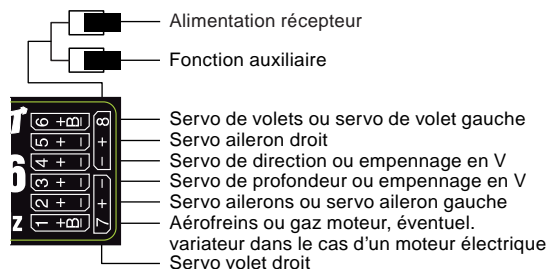 Alimentation récepteur
Fonction auxiliaire
Servo de volets ou servo de volet gauche
Servo aileron droit
Servo de direction ou empennage en V
Servo de profondeur ou empennage en V
Servo ailerons ou servo aileron gauche
Aérofreins ou gaz moteur, éventuel.
variateur dans le cas d'un moteur électrique
Servo volet droit
6 + B –
5 + –
4 + –
3 + –
2 + –
1 + B –
8 + –
7 + –
6
z